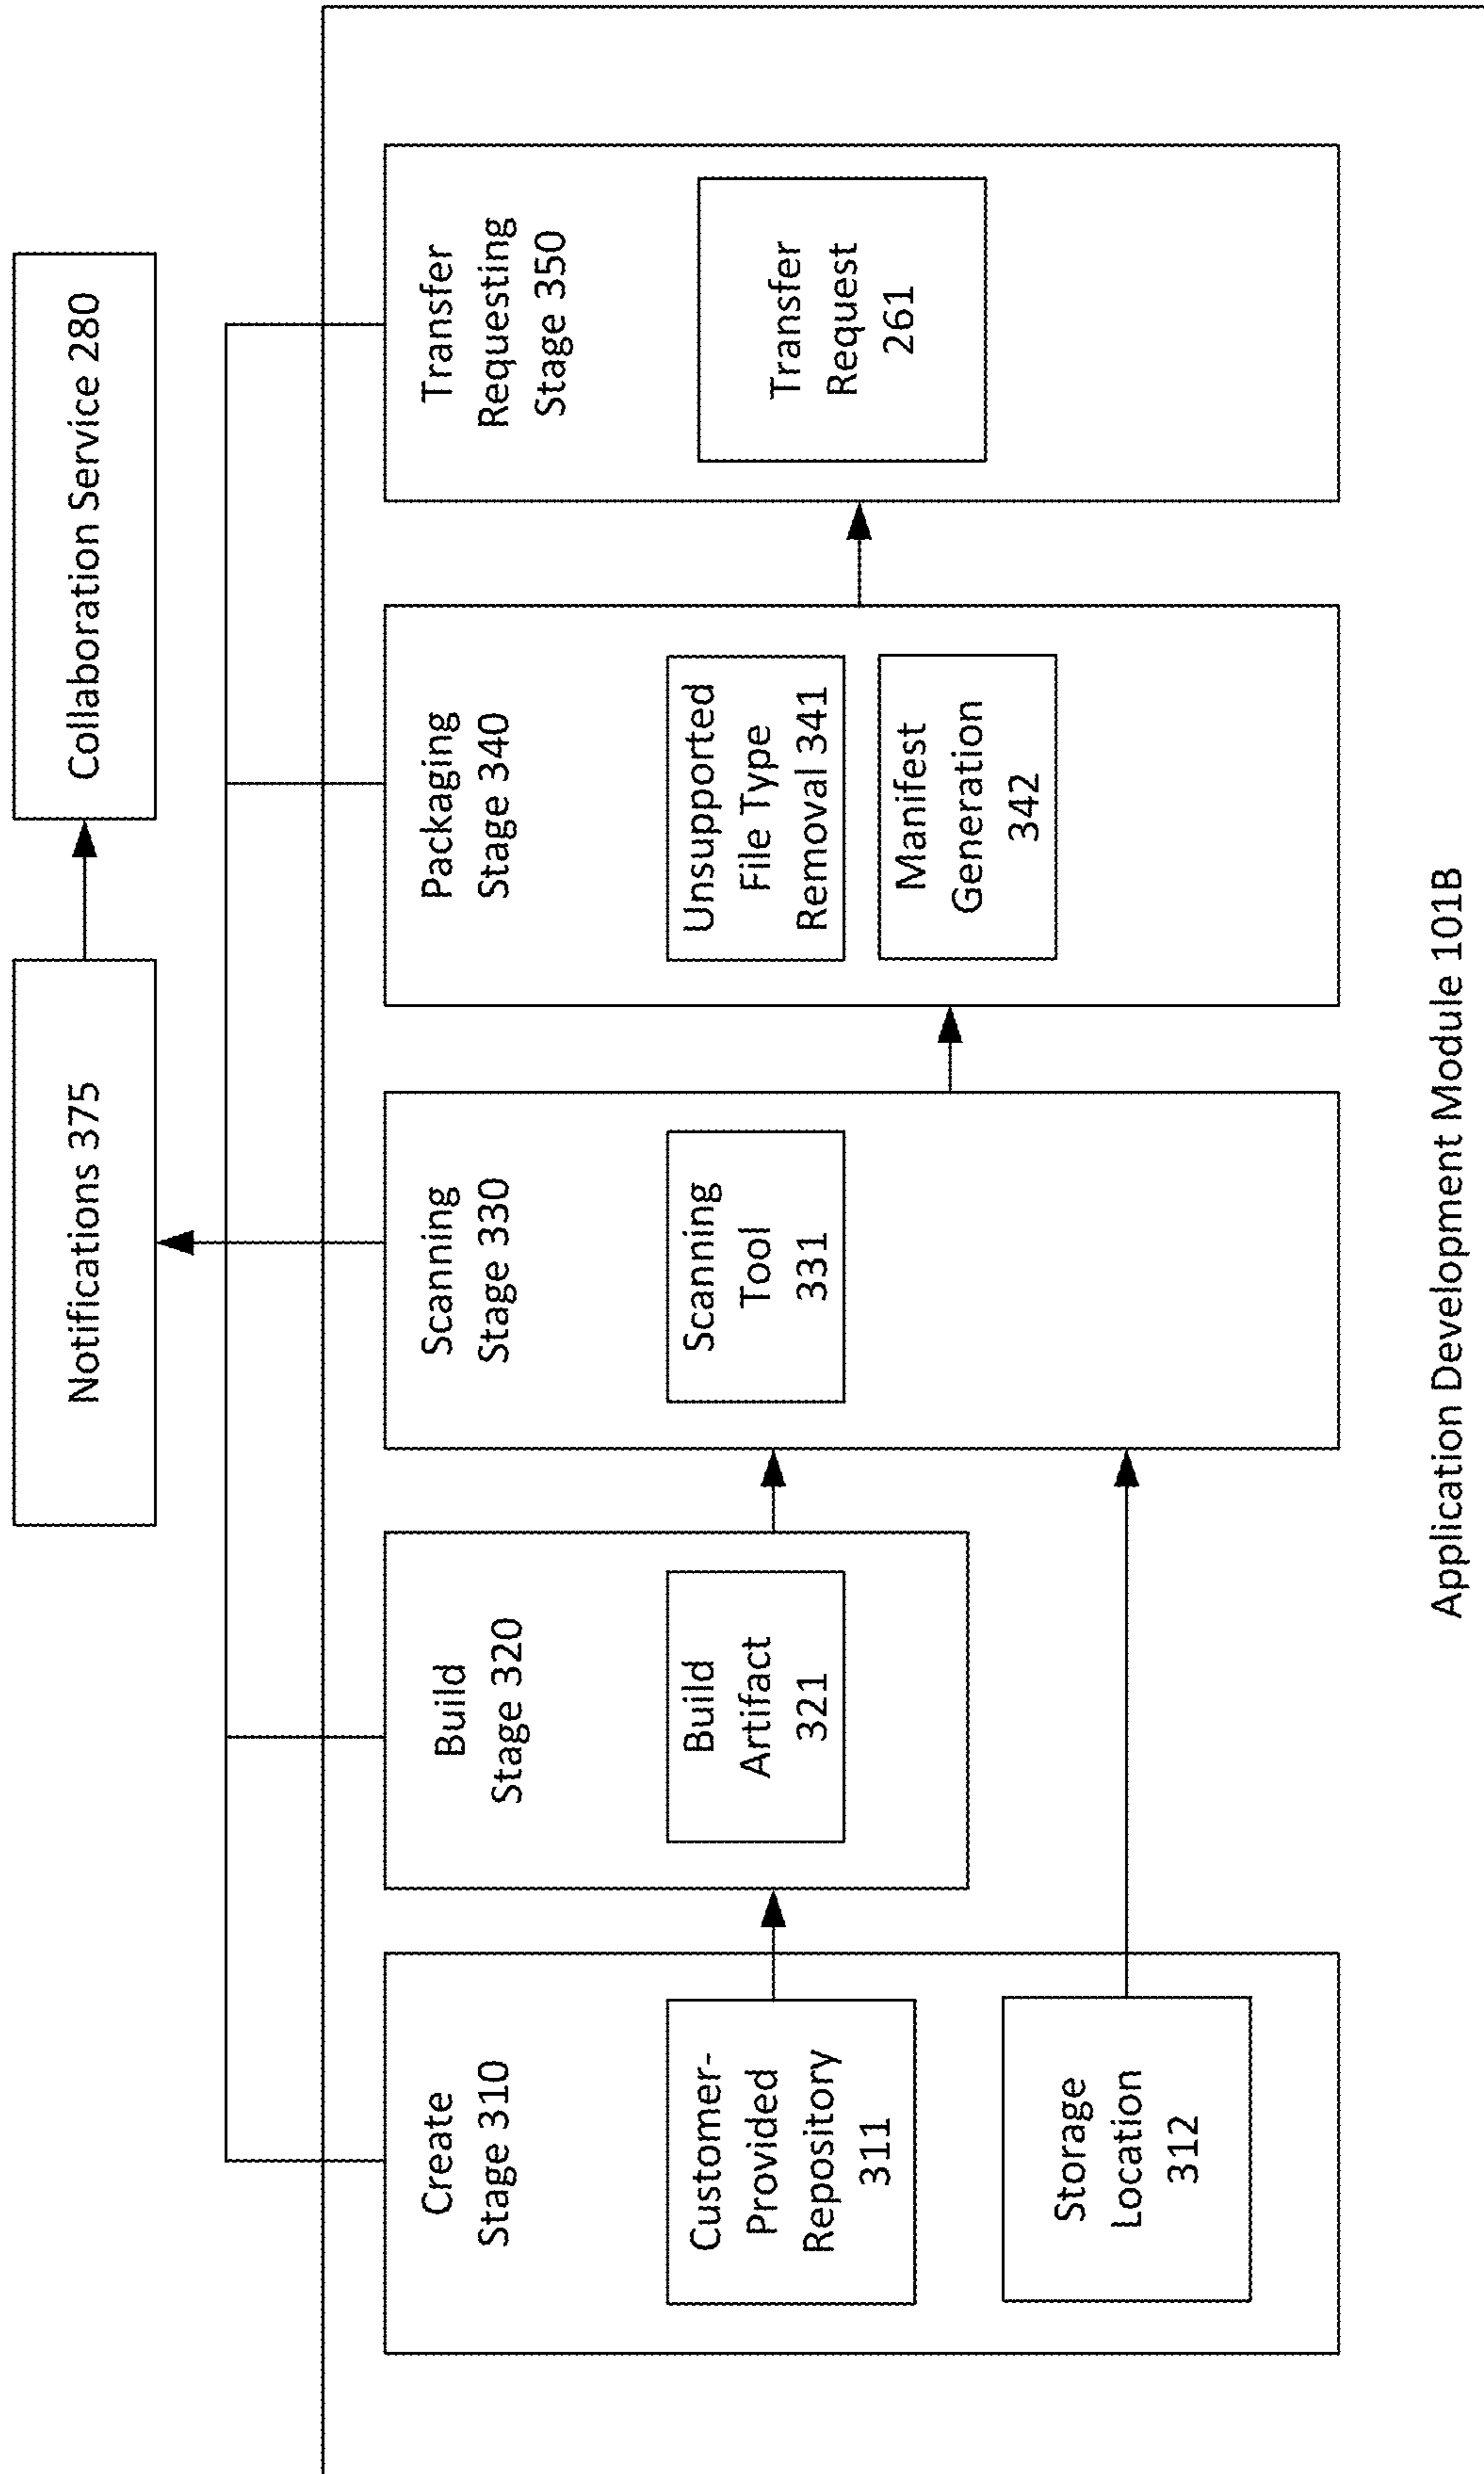 Notifications 375
Collaboration Service 280
Create
Stage 310
Customer-
Provided
Repository
311
Storage
Location
312
Build
Stage 320
Build
Artifact
321
Scanning
Stage 330
Scanning
Tool
331
Packaging
Stage 340
Unsupported
File Type
Removal 341
Manifest
Generation
342
Transfer
Requesting
Stage 350
Transfer
Request
261
Application Development Module 101B